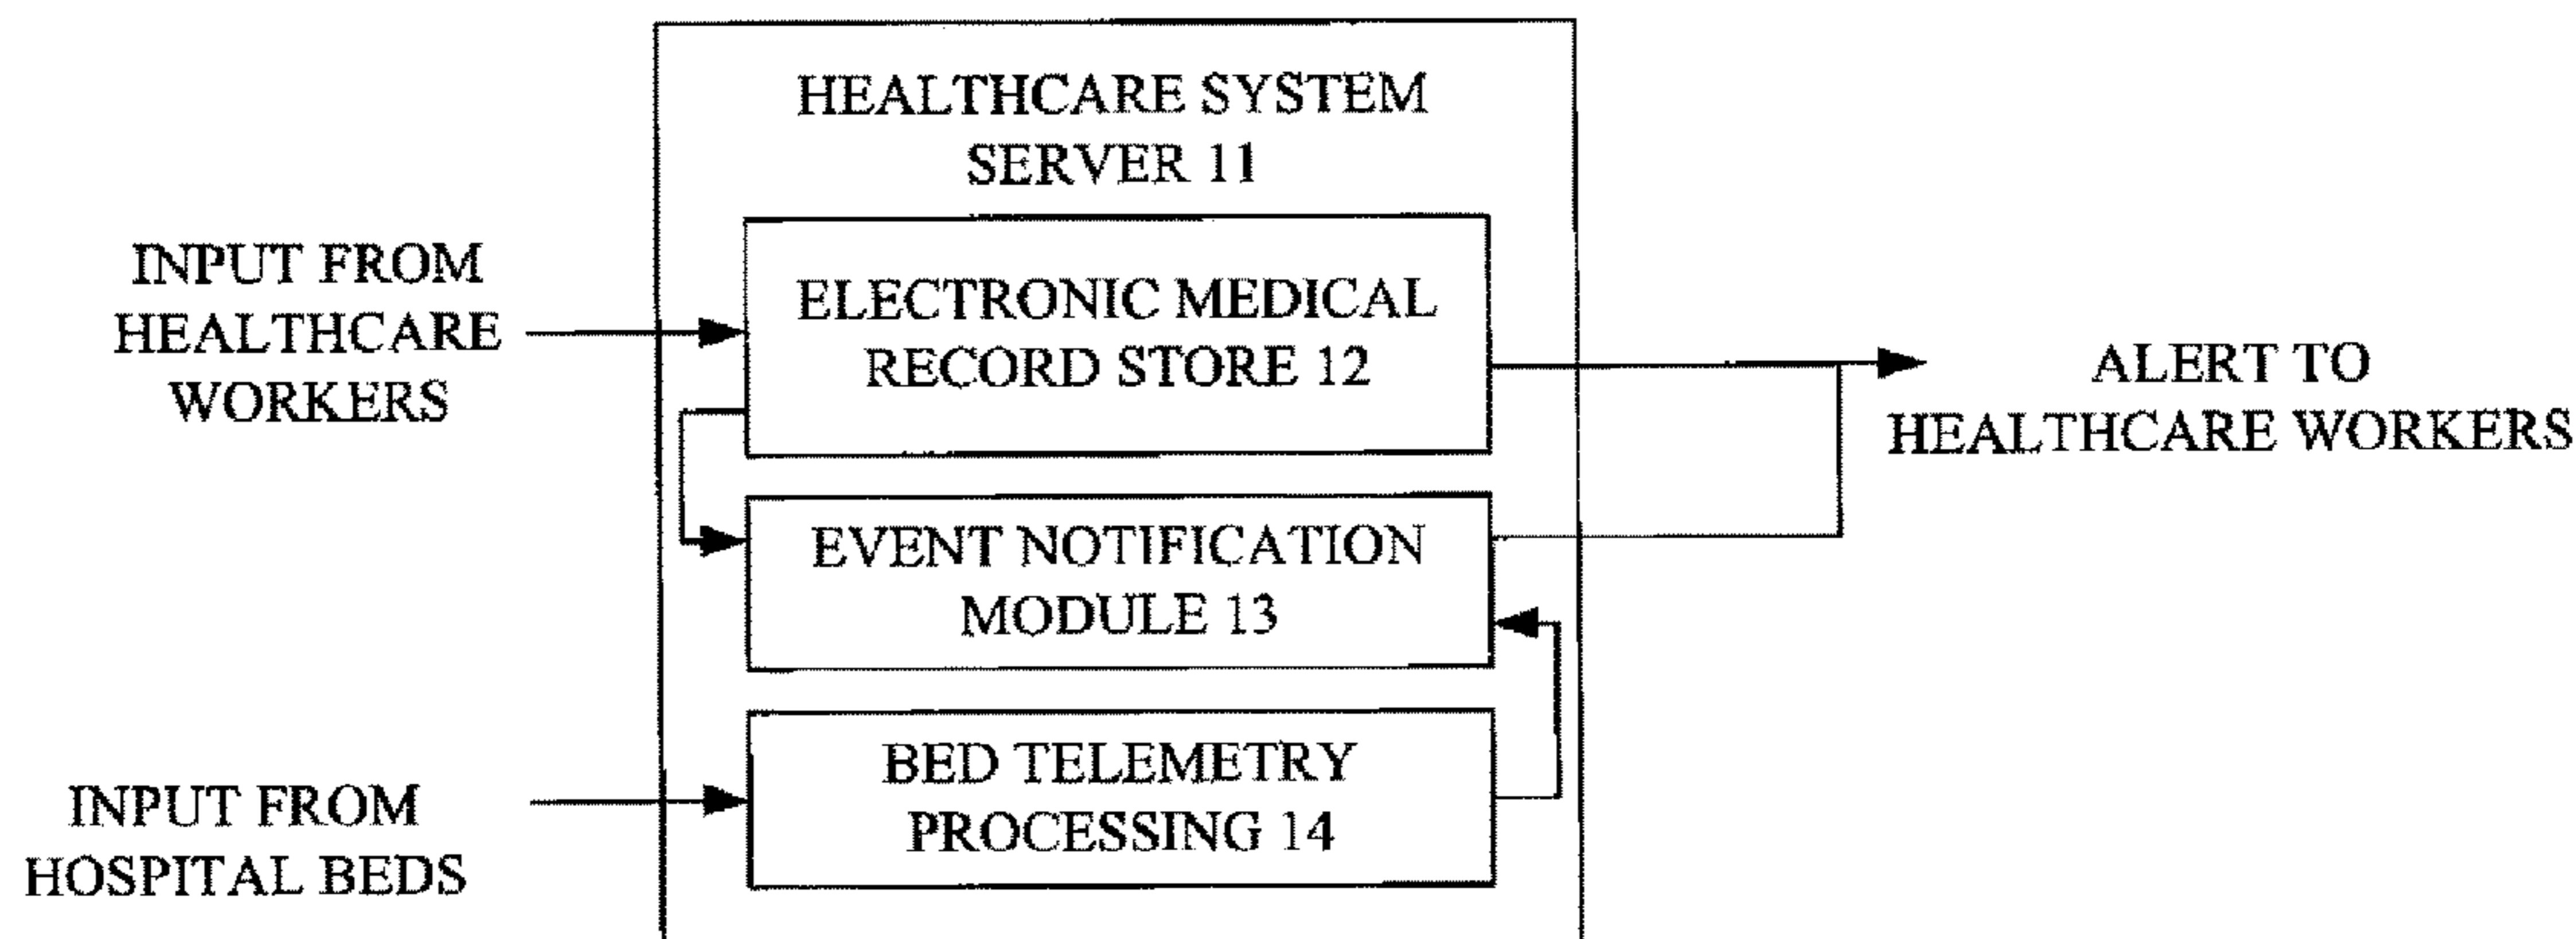 HEALTHCARE SYSTEM
SERVER 11
INPUT FROM
HEALTHCARE
WORKERS
ELECTRONIC MEDICAL
RECORD STORE 12
ALERT TO
HEALTHCARE WORKERS
EVENT NOTIFICATION
MODULE 13
INPUT FROM
HOSPITAL BEDS
BED TELEMETRY
PROCESSING 14